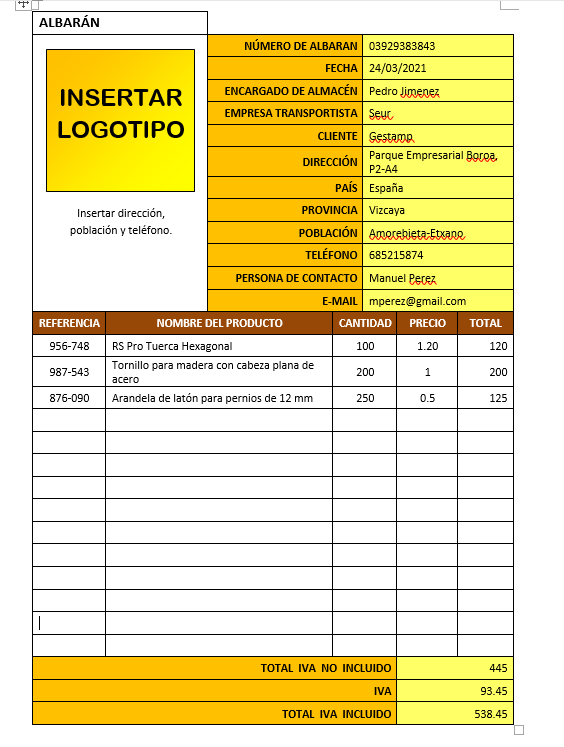 ALBARÁN
INSERTAR
LOGOTIPO
Insertar dirección,
población y teléfono.
NÚMERO DE ALBARAN 03929383843
FECHA 24/03/2021
ENCARGADO DE ALMACÉN Pedro Jimenez
EMPRESA TRANSPORTISTA Seur
CLIENTE Gestamp
DIRECCIÓN Parque Empresarial Boroa,
P2-A4
PAÍS España
PROVINCIA Vizcaya
POBLACIÓN Amorebieta-Etxano
TELÉFONO 685215874
PERSONA DE CONTACTO Manuel Perez
E-MAIL mperez@gmail.com
REFERENCIA NOMBRE DEL PRODUCTO CANTIDAD PRECIO TOTAL
956-748 RS Pro Tuerca Hexagonal 100 1.20 120
987-543 Tornillo para madera con cabeza plana de
acero 200 1 200
876-090 Arandela de latón para pernios de 12 mm 250 0.5 125
TOTAL IVA NO INCLUIDO 445
IVA 93.45
TOTAL IVA INCLUIDO 538.45